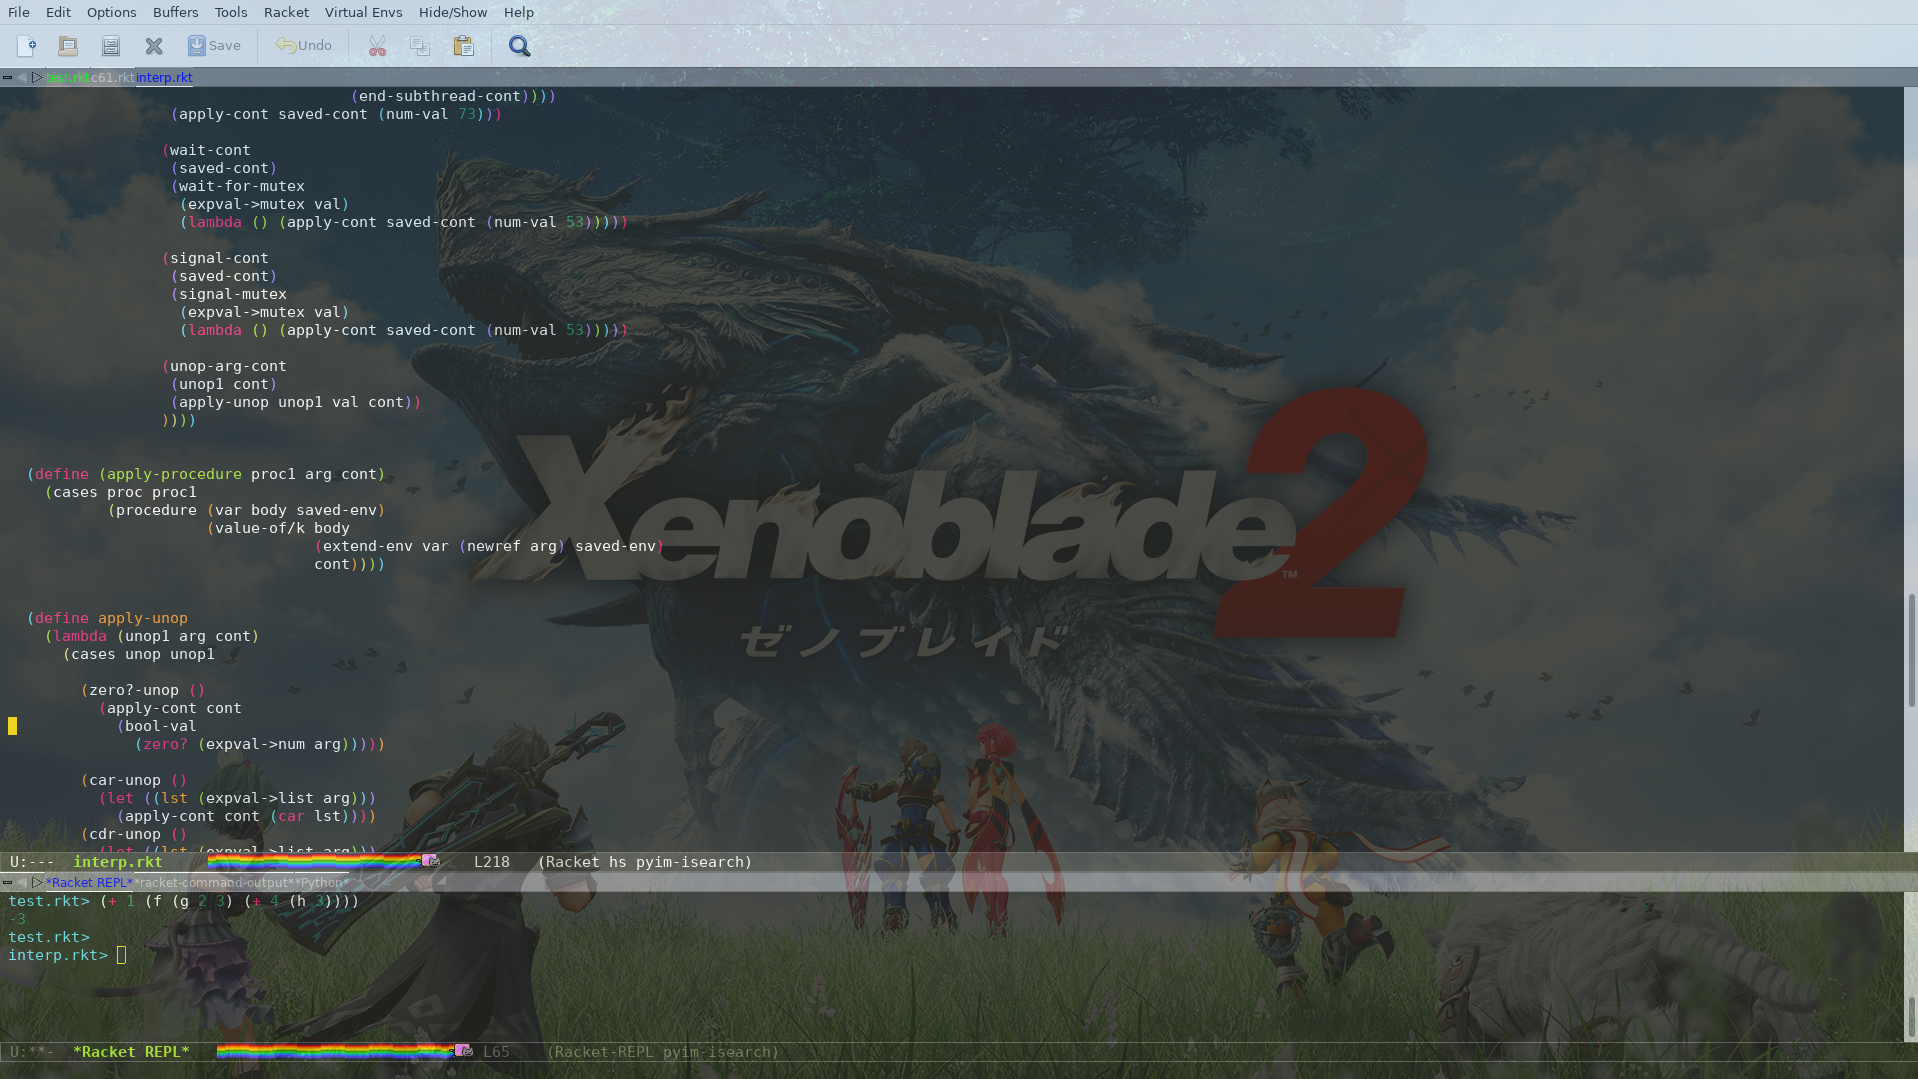 File Edit Options Buffers Tools Racket Virtual Envs Hide/Show Help
Save Undo
test.rkt c61.rkt interp.rkt
(end-subthread-cont))))
(apply-cont saved-cont (num-val 73)))
(wait-cont
(saved-cont)
(wait-for-mutex
(expval->mutex val)
(lambda () (apply-cont saved-cont (num-val 53)))))
(signal-cont
(saved-cont)
(signal-mutex
(expval->mutex val)
(lambda () (apply-cont saved-cont (num-val 53)))))
(unop-arg-cont
(unop1 cont)
(apply-unop unop1 val cont))
))))
(define (apply-procedure proc1 arg cont)
(cases proc proc1
(procedure (var body saved-env)
(value-of/k body
(extend-env var (newref arg) saved-env)
cont))))
(define apply-unop
(lambda (unop1 arg cont)
(cases unop unop1
(zero?-unop ()
(apply-cont cont
(bool-val
(zero? (expval->num arg)))))
(car-unop ()
(let ((lst (expval->list arg)))
(apply-cont cont (car lst))))
(cdr-unop ()
(let ((lst (expval->list arg)))
Xenoblade 2 ™
ゼノブレイド
U:--- interp.rkt L218 (Racket hs pyim-isearch)
*Racket REPL* *racket-command-output* *Python*
test.rkt> (+ 1 (f (g 2 3) (+ 4 (h 3))))
-3
test.rkt>
interp.rkt>
U:**- *Racket REPL* L65 (Racket-REPL pyim-isearch)